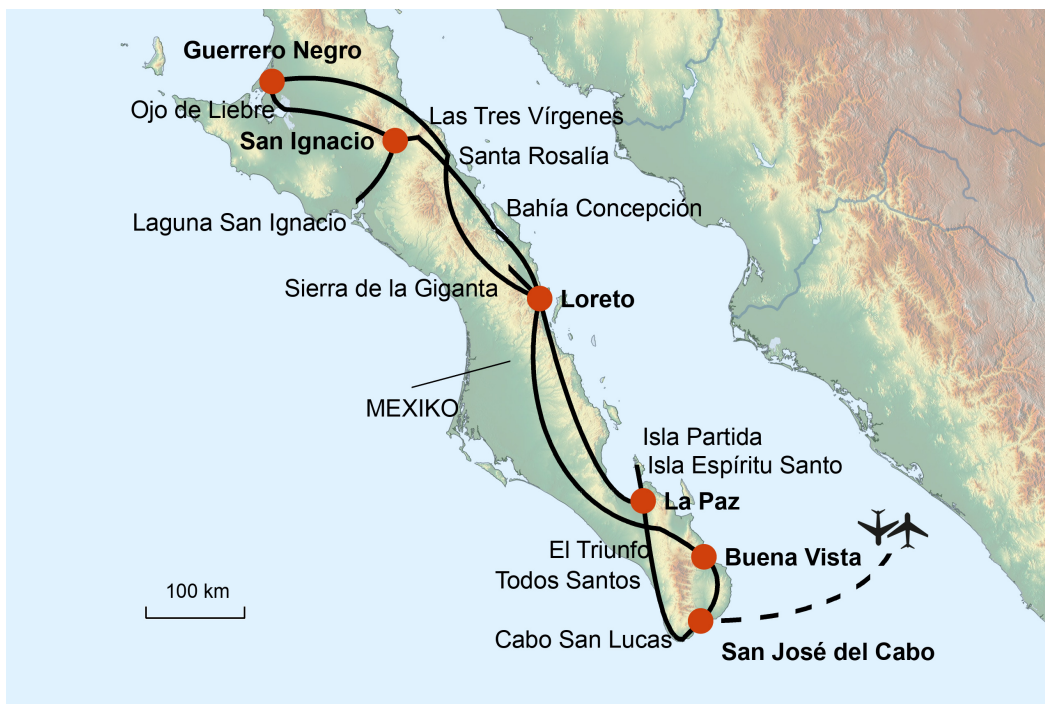 Guerrero Negro
Ojo de Liebre
Las Tres Vírgenes
San Ignacio
Santa Rosalía
Bahía Concepción
Laguna San Ignacio
Sierra de la Giganta
Loreto
MEXIKO
Isla Partida
Isla Espíritu Santo
La Paz
El Triunfo
Buena Vista
Todos Santos
100 km
Cabo San Lucas
San José del Cabo